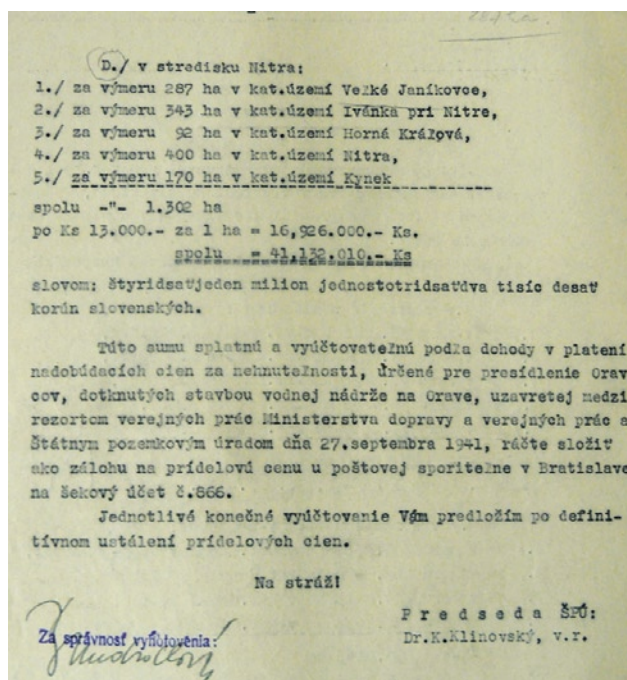 D./ v stredisku Nitra:
1./ za výmeru 287 ha v kat.území Veľké Janíkovce,
2./ za výmeru 343 ha v kat.území Ivánka pri Nitre,
3./ za výmeru  92 ha v kat.území Horná Kráľová,
4./ za výmeru 400 ha v kat.území Nitra,
5./ za výmeru 170 ha v kat.území Kynek
spolu -"- 1.302 ha
po Ks 13.000.- za 1 ha = 16,926.000.- Ks.
spolu = 41,132.010.- Ks
slovom: štyridsaťjeden milion jednostotridsaťdva tisíc desať
korún slovenských.
Túto sumu splatnú a vyúčtovateľnú podľa dohody v platení
nadobúdacích cien za nehnuteľnosti, určené pre presídlenie Orav
cov, dotknutých stavbou vodnej nádrže na Orave, uzavretej medzi
rezortom verejných prác Ministerstva dopravy a verejných prác a
Štátnym pozemkovým úradom dňa 27.septembra 1941, ráčte složiť
ako zálohu na prídelovú cenu u poštovej sporiteľne v Bratislave
na šekový účet č.866.
Jednotlivé konečné vyúčtovanie Vám predložím po defini-
tívnom ustálení prídelových cien.
Na stráž!
Predseda ŠPÚ:
Za správnosť vyhotovenia:
Dr.K.Klinovský, v.r.